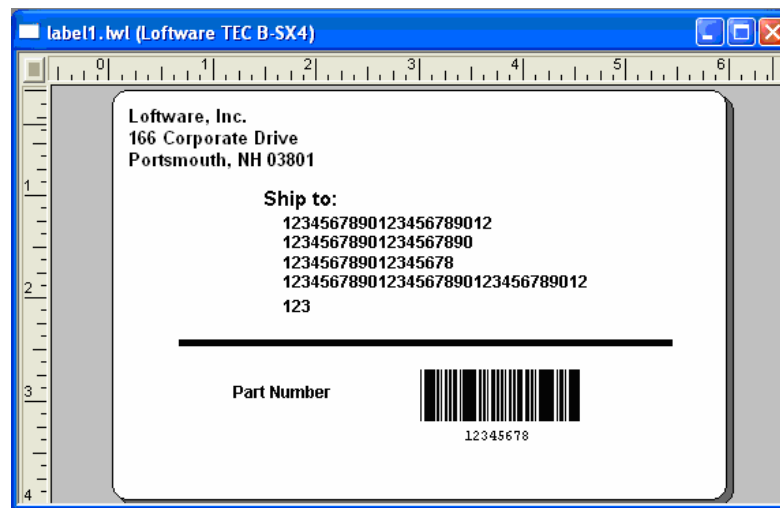 label1.lwl (Loftware TEC B-SX4)
0 1 2 3 4 5 6
Loftware, Inc.
166 Corporate Drive
Portsmouth, NH 03801
1
Ship to:
1234567890123456789012
12345678901234567890
123456789012345678
2
12345678901234567890123456789012
123
3
Part Number
12345678
4